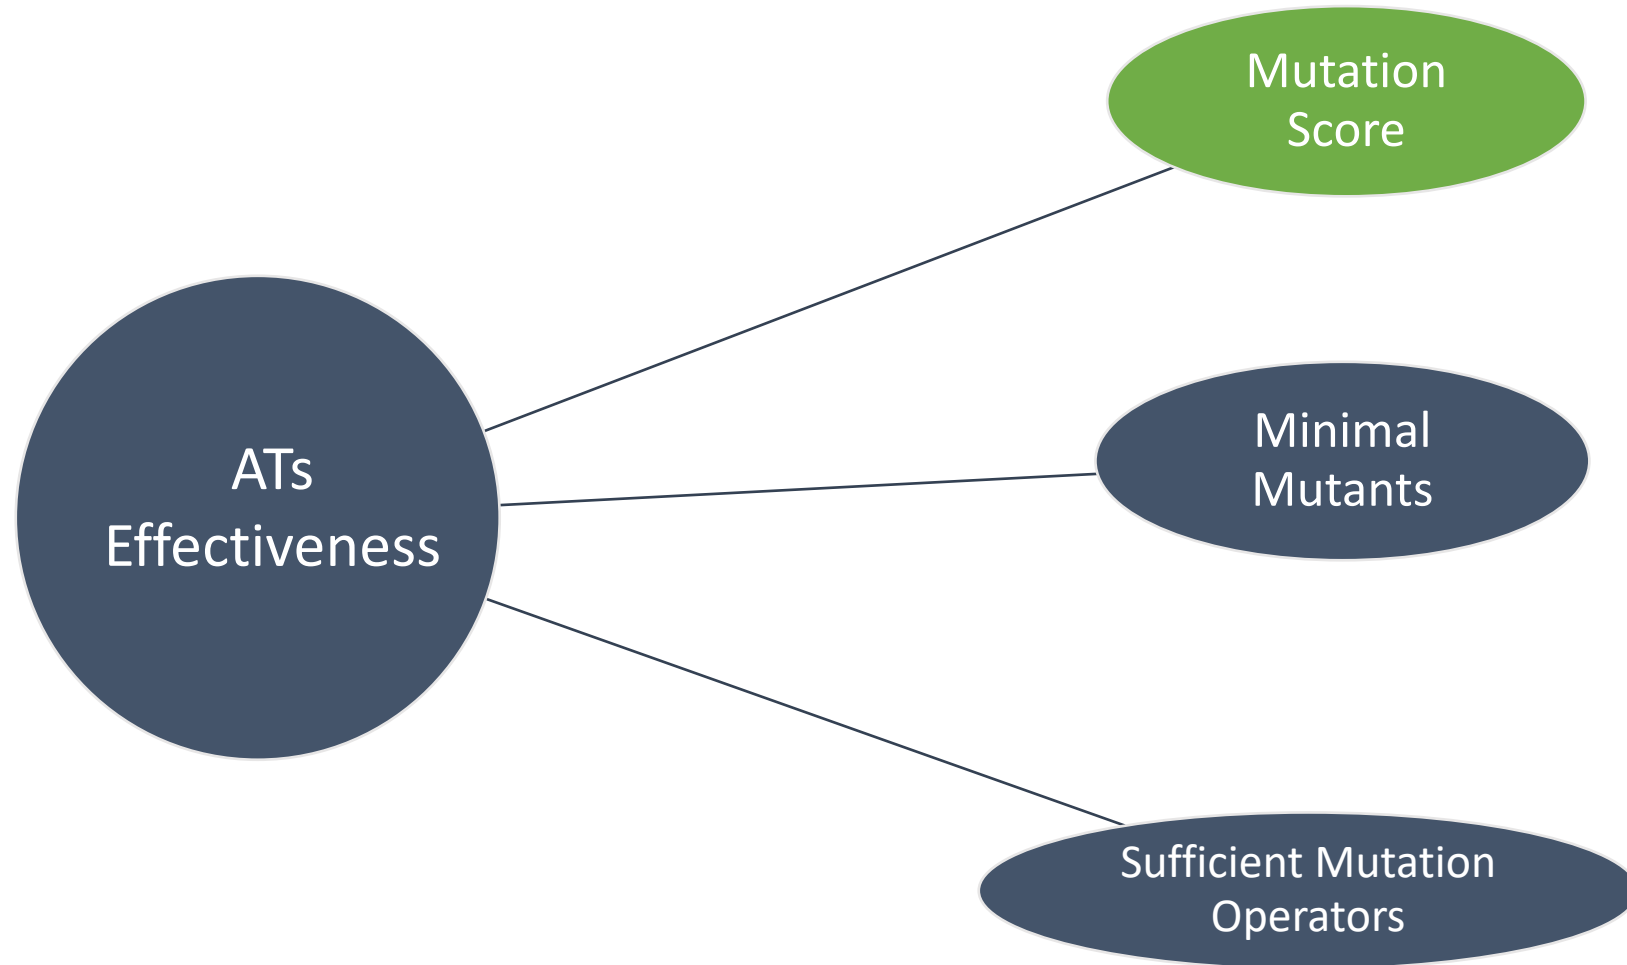 Mutation
Score
ATs
Effectiveness
Minimal
Mutants
Sufficient Mutation
Operators